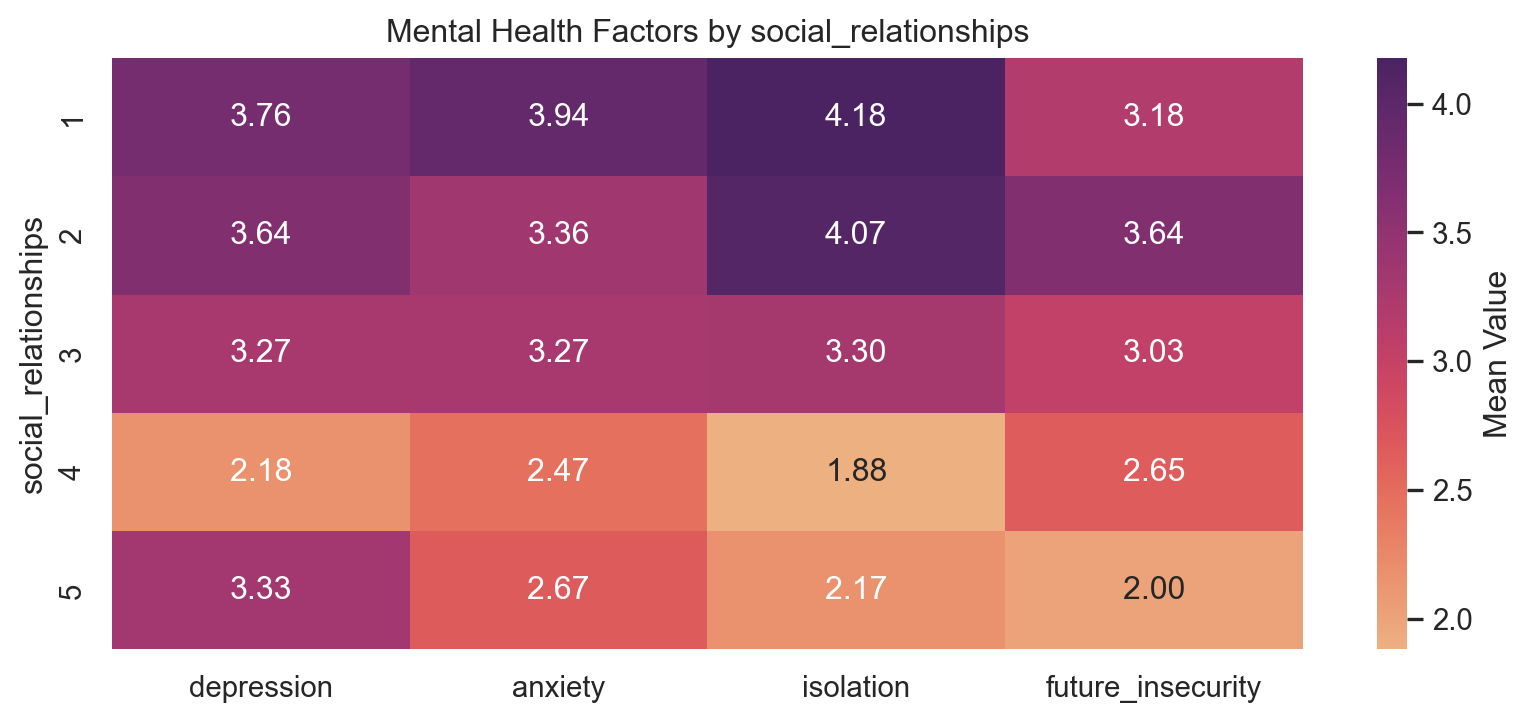 Mental Health Factors by social_relationships
social_relationships
1 3.76 3.94 4.18 3.18
2 3.64 3.36 4.07 3.64
3 3.27 3.27 3.30 3.03
4 2.18 2.47 1.88 2.65
5 3.33 2.67 2.17 2.00
depression anxiety isolation future_insecurity
4.0
3.5
3.0
2.5
2.0
Mean Value